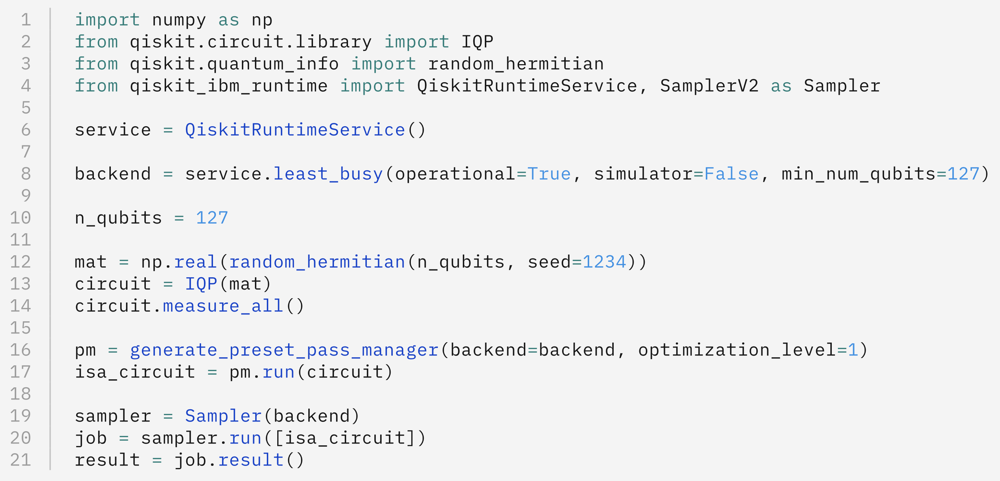 1 import numpy as np
2 from qiskit.circuit.library import IQP
3 from qiskit.quantum_info import random_hermitian
4 from qiskit_ibm_runtime import QiskitRuntimeService, SamplerV2 as Sampler
5
6 service = QiskitRuntimeService()
7
8 backend = service.least_busy(operational=True, simulator=False, min_num_qubits=127)
9
10 n_qubits = 127
11
12 mat = np.real(random_hermitian(n_qubits, seed=1234))
13 circuit = IQP(mat)
14 circuit.measure_all()
15
16 pm = generate_preset_pass_manager(backend=backend, optimization_level=1)
17 isa_circuit = pm.run(circuit)
18
19 sampler = Sampler(backend)
20 job = sampler.run([isa_circuit])
21 result = job.result()